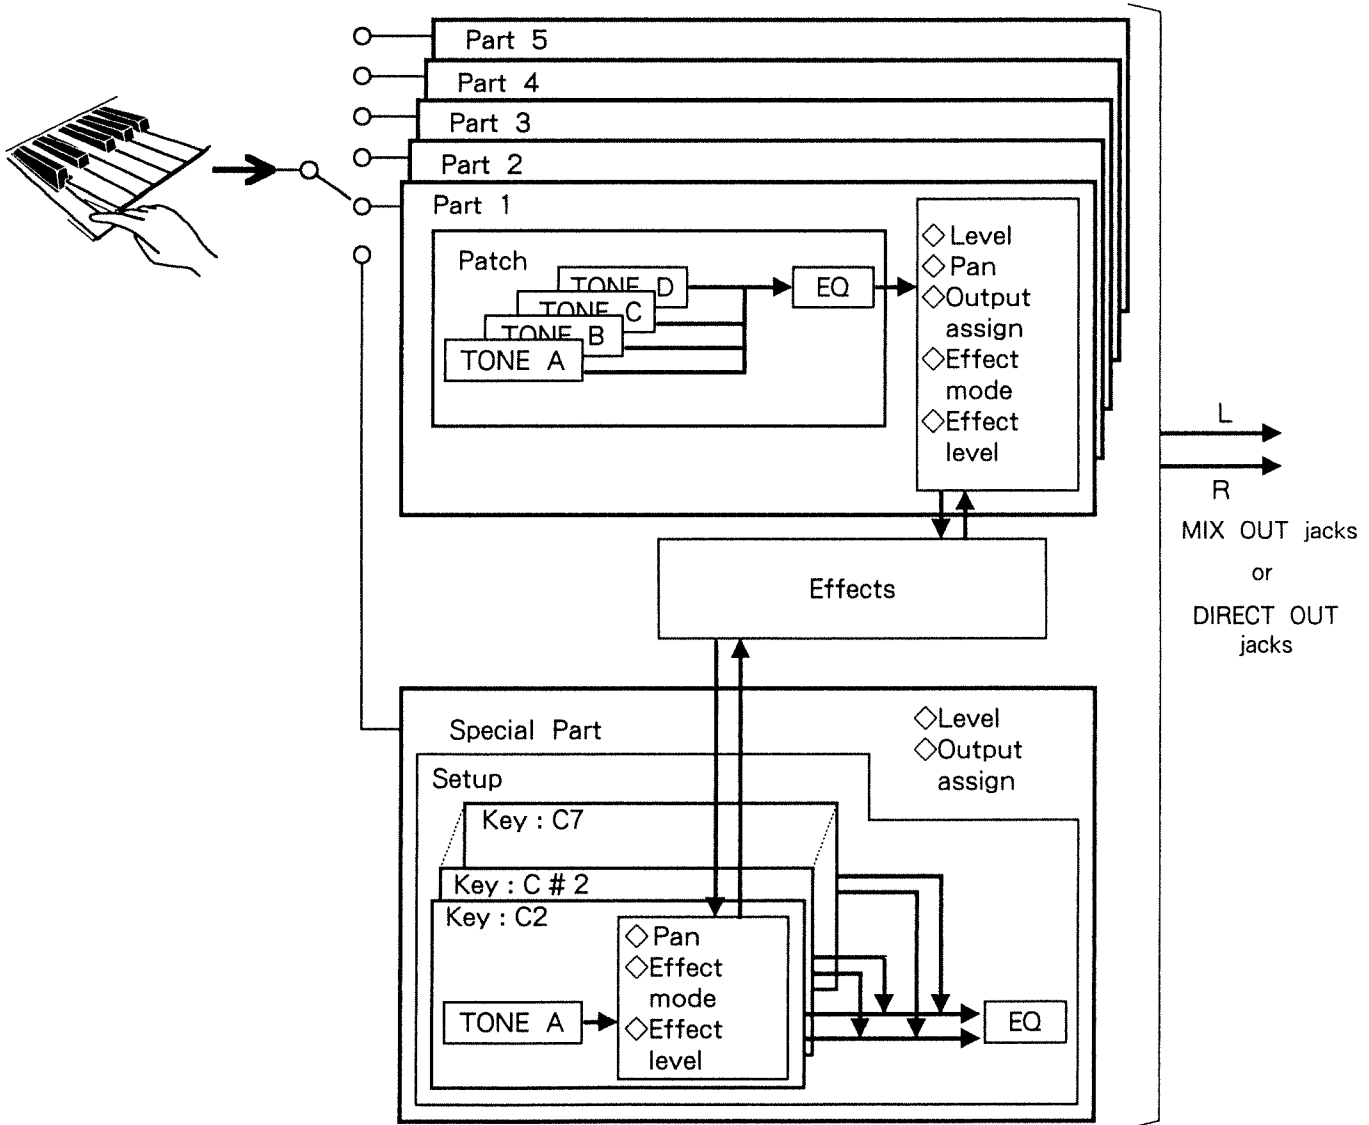 Part 5
Part 4
Part 3
Part 2
Part 1
Patch
TONE D
TONE C
TONE B
TONE A
EQ
◇ Level
◇ Pan
◇Output
assign
◇Effect
mode
◇Effect
level
L
R
MIX OUT jacks
or
DIRECT OUT
jacks
Effects
Special Part
◇Level
◇Output
assign
Setup
Key : C7
Key : C # 2
Key : C2
TONE A
◇ Pan
◇Effect
mode
◇Effect
level
EQ